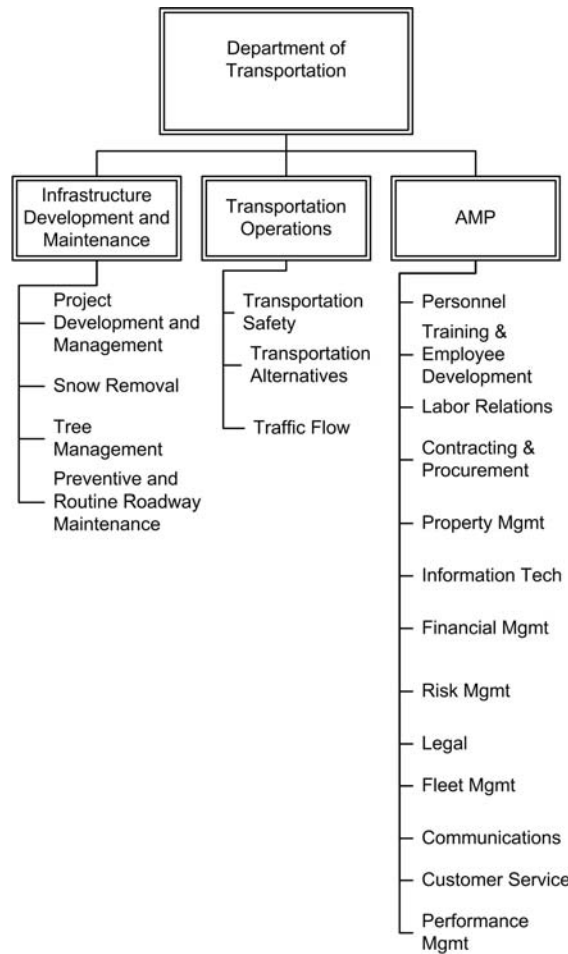 Department of
Transportation
Infrastructure
Development and
Maintenance
Transportation
Operations
AMP
Project
Development and
Management
Snow Removal
Tree
Management
Preventive and
Routine Roadway
Maintenance
Transportation
Safety
Transportation
Alternatives
Traffic Flow
Personnel
Training &
Employee
Development
Labor Relations
Contracting &
Procurement
Property Mgmt
Information Tech
Financial Mgmt
Risk Mgmt
Legal
Fleet Mgmt
Communications
Customer Service
Performance
Mgmt